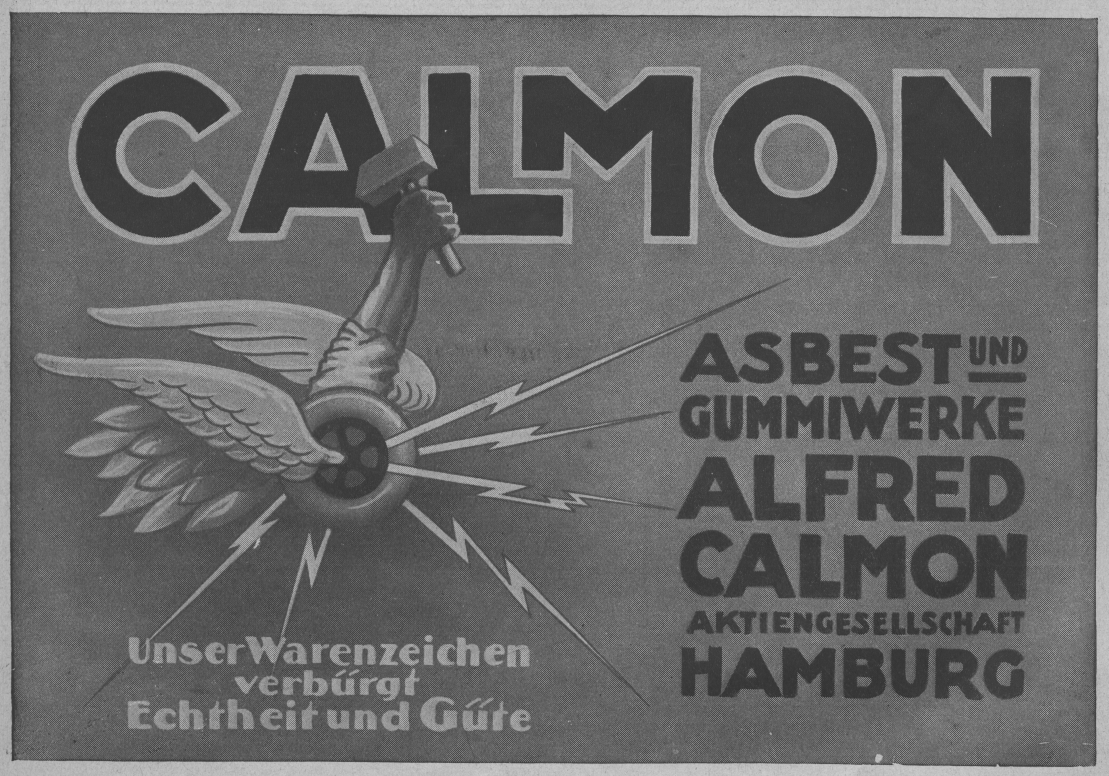 CALMON
ASBEST UND
GUMMIWERKE
ALFRED
CALMON
AKTIENGESELLSCHAFT
HAMBURG
Unser Warenzeichen
verbürgt
Echtheit und Güte